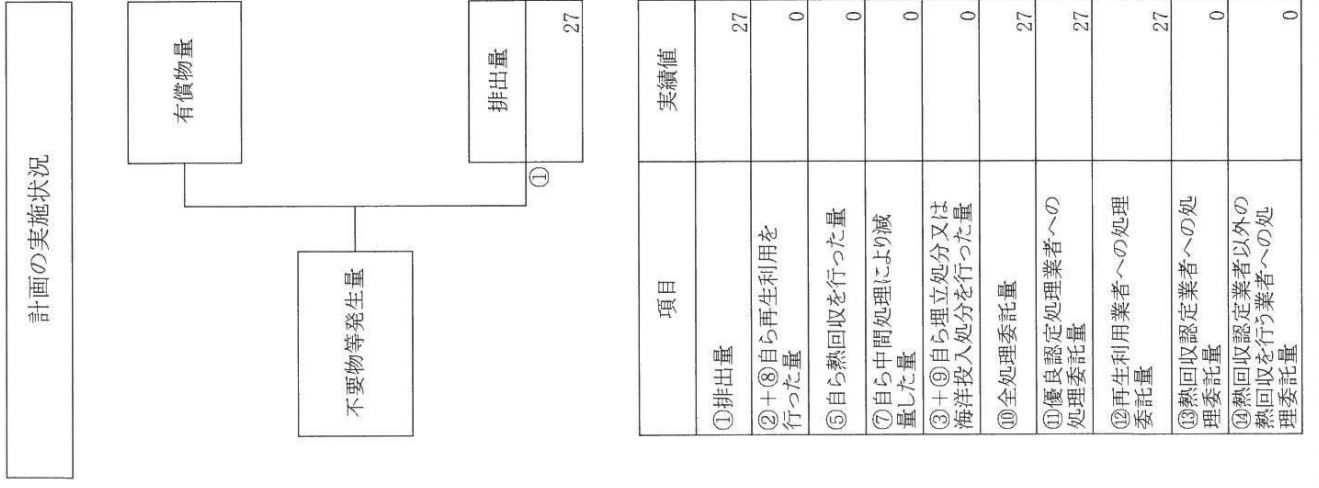 計画の実施状況
有償物量
不要物等発生量
排出量
①
27
項目
実績値
①排出量
27
②+⑧自ら再生利用を
行った量
0
⑤自ら熱回収を行った量
0
⑦自ら中間処理により減
量した量
0
③+⑨自ら埋立処分又は
海洋投入処分を行った量
0
⑩全処理委託量
27
⑪優良認定処理業者への
処理委託量
27
⑫再生利用業者への処理
委託量
27
⑬熱回収認定業者への処
理委託量
0
⑭熱回収認定業者以外の
熱回収を行う業者への処
理委託量
0